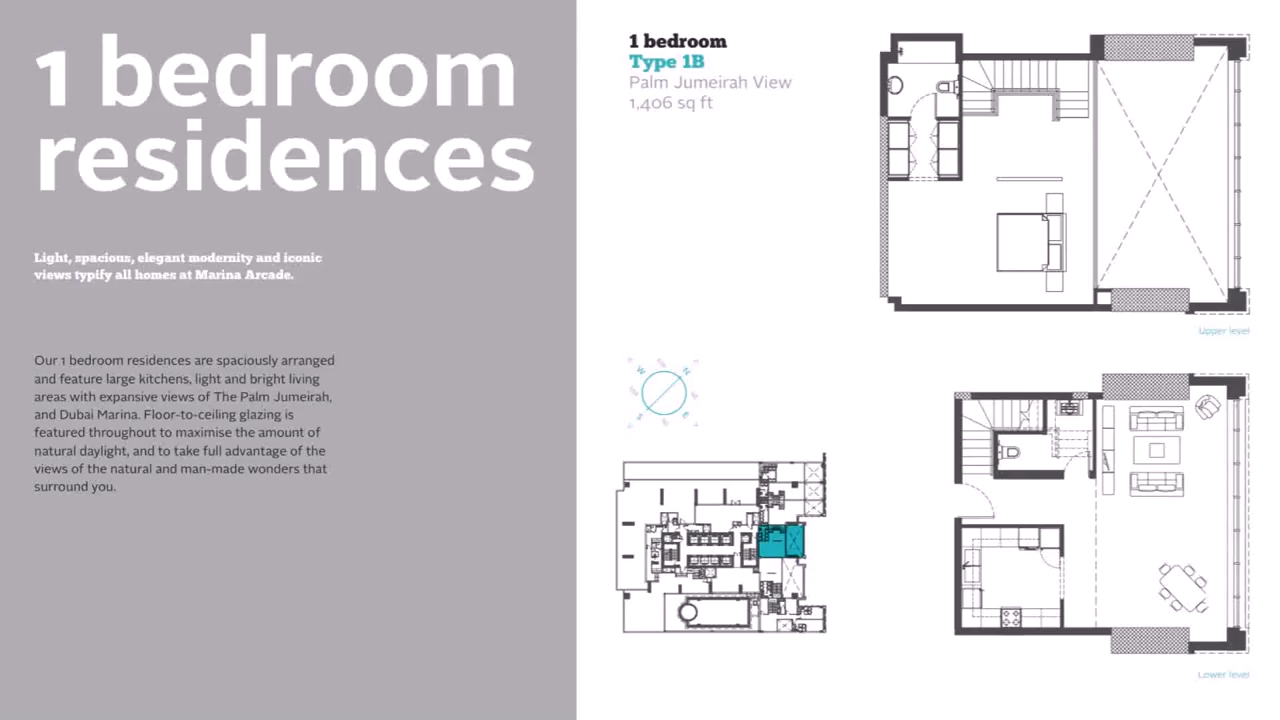 1 bedroom
residences
Light, spacious, elegant modernity and iconic
views typify all homes at Marina Arcade.
Our 1 bedroom residences are spaciously arranged
and feature large kitchens, light and bright living
areas with expansive views of The Palm Jumeirah,
and Dubai Marina. Floor-to-ceiling glazing is
featured throughout to maximise the amount of
natural daylight, and to take full advantage of the
views of the natural and man-made wonders that
surround you.
1 bedroom
Type 1B
Palm Jumeirah View
1,406 sq ft
Upper level
W
N
S
E
Lower level